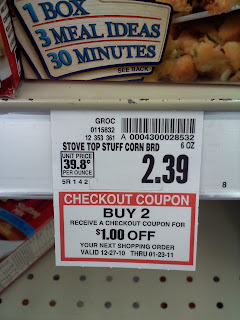 1 BOX
3 MEAL IDEAS
30 MINUTES
SEE BACK
GROC
0115832
12 353 361 A 0004300028532
STOVE TOP STUFF CORN BRD 6 OZ
UNIT PRICE
39.8¢
PER OUNCE
2.39
SR 1 4 2
8
CHECKOUT COUPON
BUY 2
RECEIVE A CHECKOUT COUPON FOR
$1.00 OFF
YOUR NEXT SHOPPING ORDER
VALID 12-27-10 THRU 01-23-11